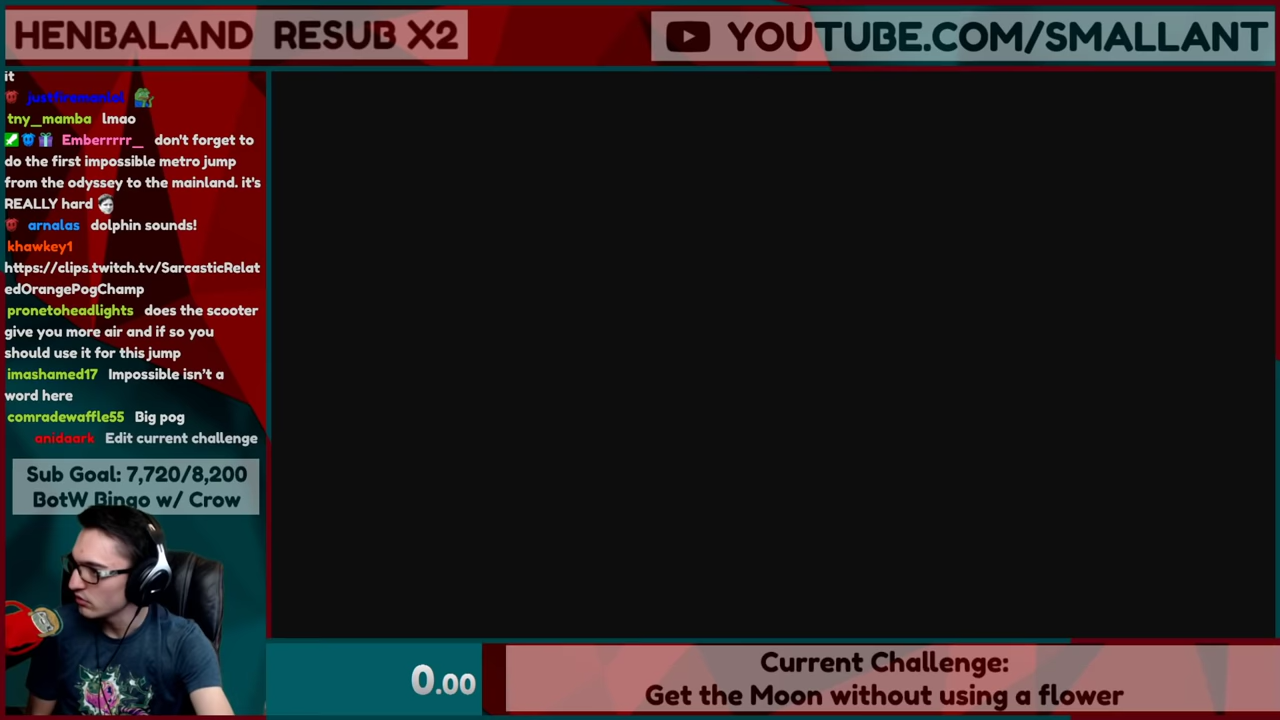 HENBALAND RESUB X2
YOUTUBE.COM/SMALLANT
it
justfiremanial
tny__mamba lmao
Emberrrrr_ don't forget to
do the first impossible metro jump
from the odyssey to the mainland. it's
REALLY hard
arnalas dolphin sounds!
khawkey1
https://clips.twitch.tv/SarcasticRelat
edOrangePogChamp
pronetoheadlights does the scooter
give you more air and if so you
should use it for this jump
imashamed17 Impossible isn't a
word here
comradewaffle55 Big pog
anidaark Edit current challenge
Sub Goal: 7,720/8,200
BotW Bingo w/ Crow
0.00
Current Challenge:
Get the Moon without using a flower